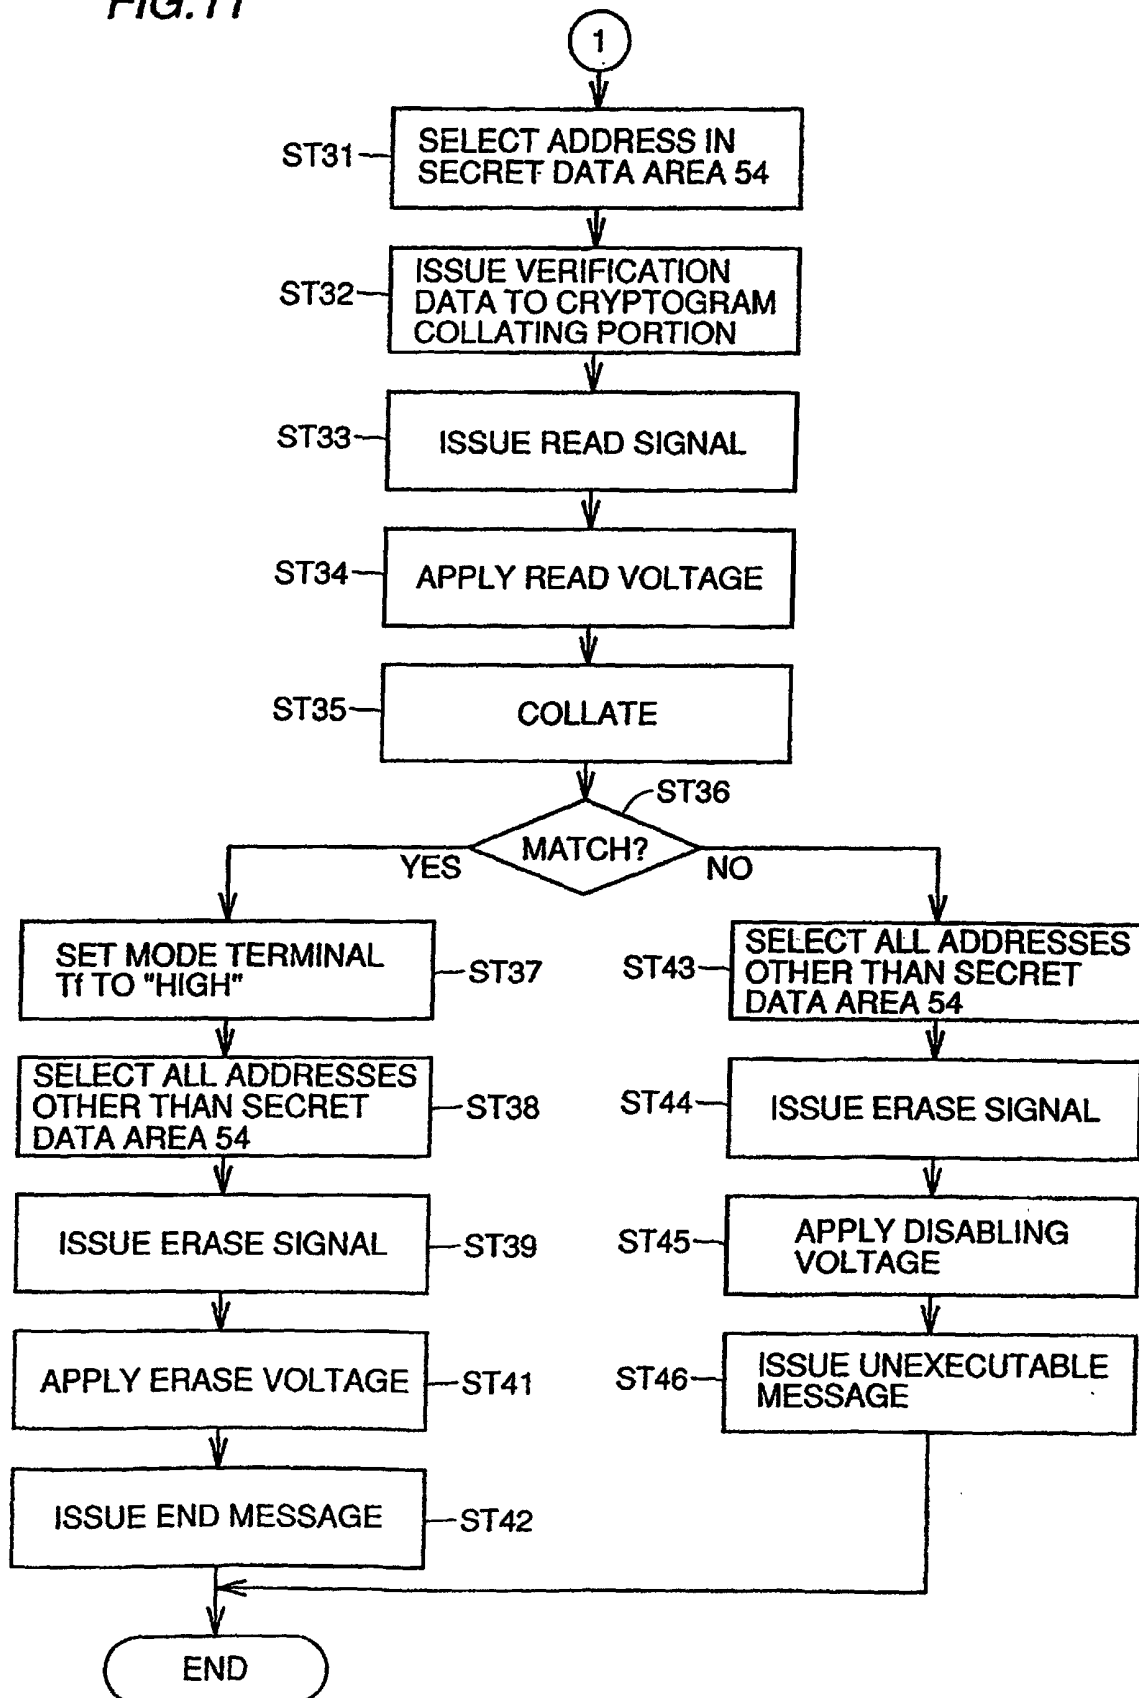 FIG.11
1
ST31
SELECT ADDRESS IN
SECRET DATA AREA 54
ST32
ISSUE VERIFICATION
DATA TO CRYPTOGRAM
COLLATING PORTION
ST33
ISSUE READ SIGNAL
ST34
APPLY READ VOLTAGE
ST35
COLLATE
ST36
MATCH?
YES
NO
SET MODE TERMINAL
Tf TO "HIGH"
ST37
SELECT ALL ADDRESSES
OTHER THAN SECRET
DATA AREA 54
ST38
ISSUE ERASE SIGNAL
ST39
APPLY ERASE VOLTAGE
ST41
ISSUE END MESSAGE
ST42
ST43
SELECT ALL ADDRESSES
OTHER THAN SECRET
DATA AREA 54
ST44
ISSUE ERASE SIGNAL
ST45
APPLY DISABLING
VOLTAGE
ST46
ISSUE UNEXECUTABLE
MESSAGE
END